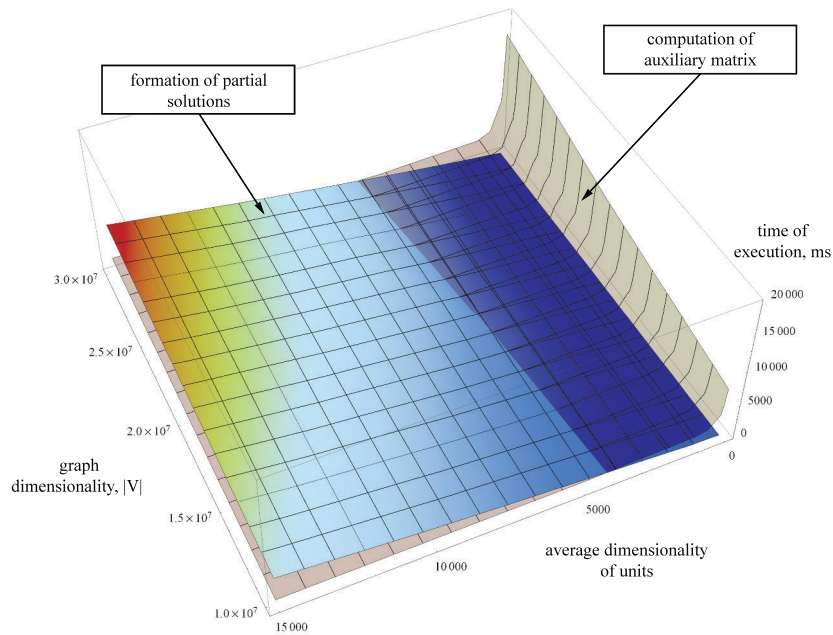 computation of
auxiliary matrix
formation of partial
solutions
time of
execution, ms
20 000
15 000
10 000
5000
0
3.0×10⁷
2.5×10⁷
2.0×10⁷
1.5×10⁷
1.0×10⁷
graph
dimensionality, |V|
0
5000
10 000
15 000
average dimensionality
of units